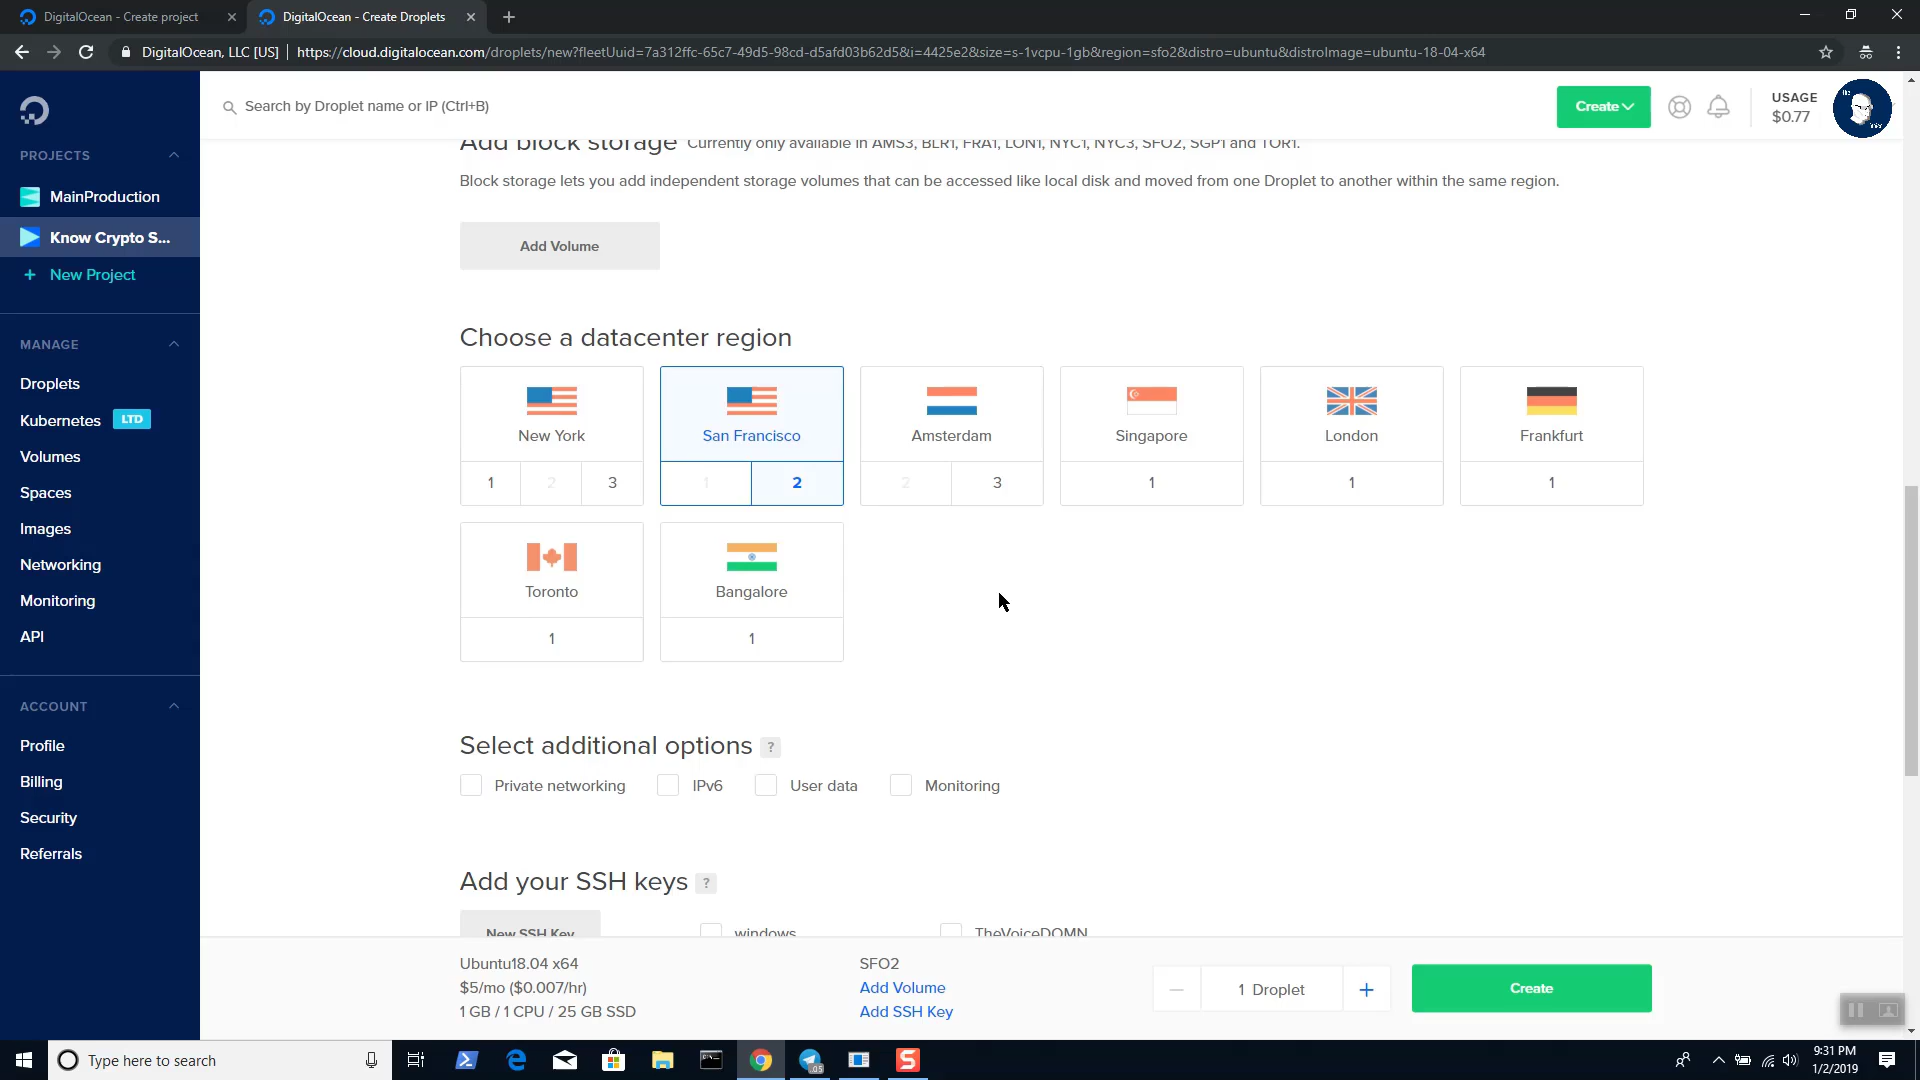 DigitalOcean - Create project
DigitalOcean - Create Droplets
DigitalOcean, LLC [US]
https://cloud.digitalocean.com/droplets/new?fleetUuid=7a312ffc-65c7-49d5-98cd-d5afd03b62d5&i=4425e2&size=s-1vcpu-1gb&region=sfo2&distro=ubuntu&distroImage=ubuntu-18-04-x64
Search by Droplet name or IP (Ctrl+B)
Create
USAGE
$0.77
PROJECTS
MainProduction
Know Crypto S...
+ New Project
MANAGE
Droplets
Kubernetes LTD
Volumes
Spaces
Images
Networking
Monitoring
API
ACCOUNT
Profile
Billing
Security
Referrals
Add block storage Currently only available in AMS3, BLR1, FRA1, LON1, NYC1, NYC3, SFO2, SGP1 and TOR1.
Block storage lets you add independent storage volumes that can be accessed like local disk and moved from one Droplet to another within the same region.
Add Volume
Choose a datacenter region
New York
1 2 3
San Francisco
1 2
Amsterdam
2 3
Singapore
1
London
1
Frankfurt
1
Toronto
1
Bangalore
1
Select additional options ?
Private networking IPv6 User data Monitoring
Add your SSH keys ?
New SSH Key windows TheVoiceDOMN
Ubuntu18.04 x64
$5/mo ($0.007/hr)
1 GB / 1 CPU / 25 GB SSD
SFO2
Add Volume
Add SSH Key
1 Droplet
Create
Type here to search
.05
9:31 PM
1/2/2019